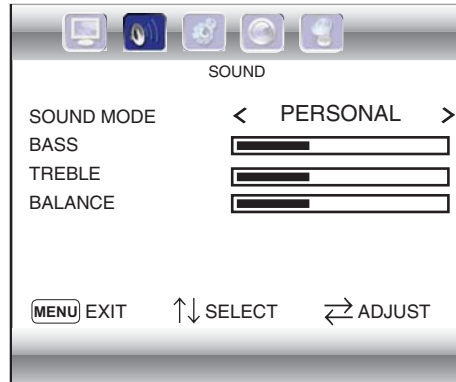 SOUND
SOUND MODE < PERSONAL >
BASS
TREBLE
BALANCE
MENU EXIT ↑↓ SELECT ⇄ ADJUST